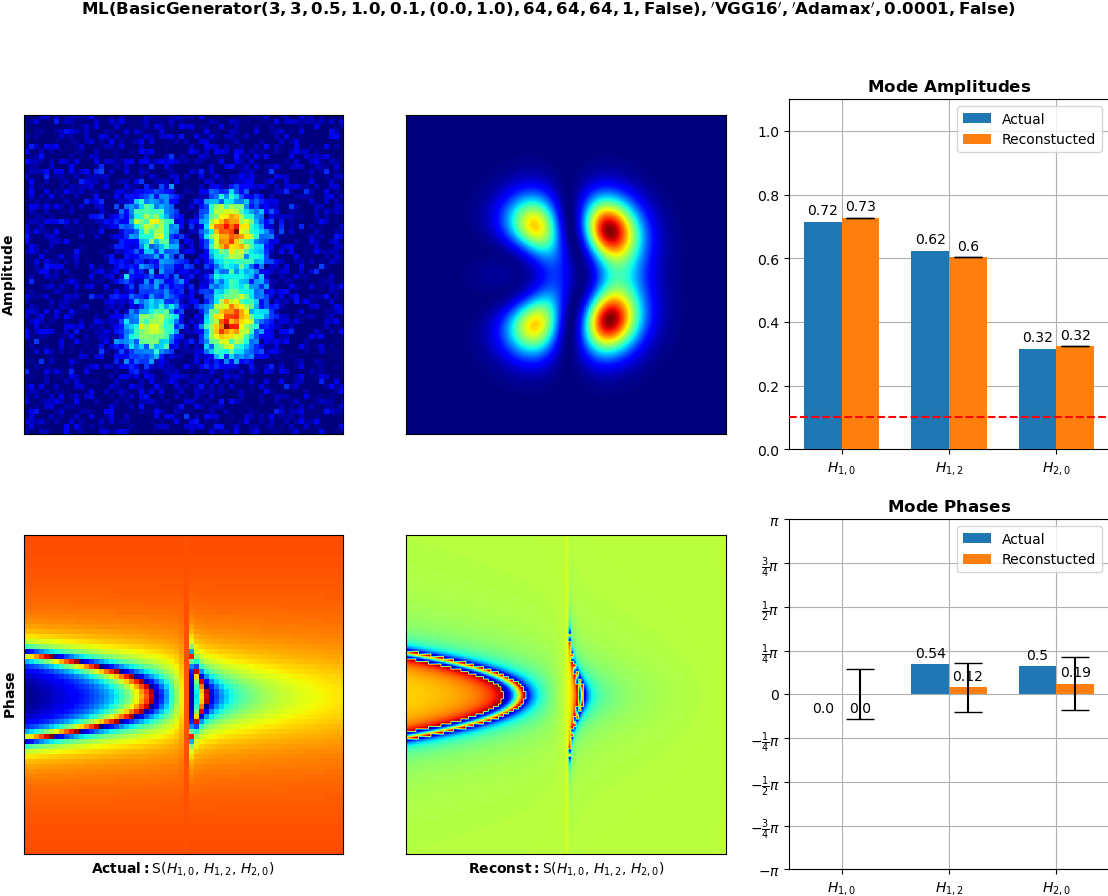 ML(BasicGenerator(3, 3, 0.5, 1.0, 0.1, (0.0, 1.0), 64, 64, 64, 1, False), ′VGG16′, ′Adamax′, 0.0001, False)
Amplitude
Mode Amplitudes
Actual
Reconstucted
1.0
0.8
0.6
0.4
0.2
0.0
0.72
0.73
0.62
0.6
0.32
0.32
H1,0
H1,2
H2,0
Phase
Actual: S(H1,0, H1,2, H2,0)
Reconst: S(H1,0, H1,2, H2,0)
Mode Phases
Actual
Reconstucted
π
3/4π
1/2π
1/4π
0
−1/4π
−1/2π
−3/4π
−π
0.0
0.0
0.54
0.12
0.5
0.19
H1,0
H1,2
H2,0